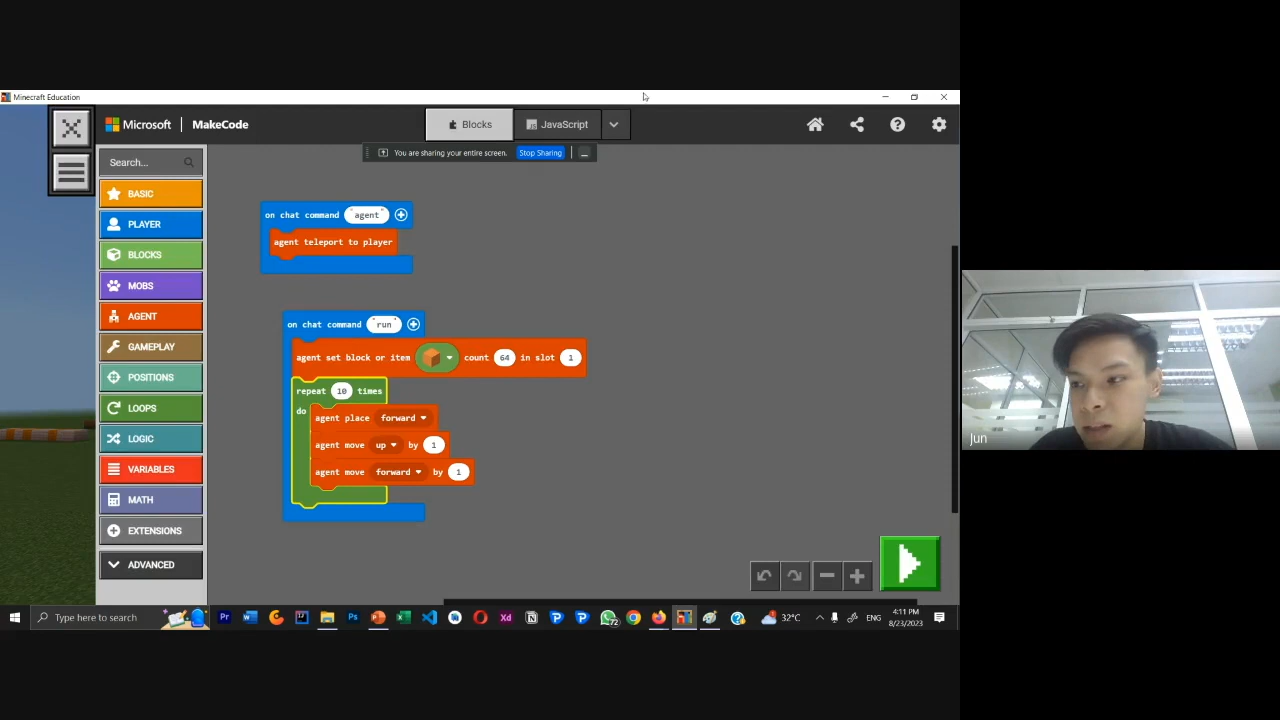 Minecraft Education
Microsoft | MakeCode
Blocks
JavaScript
You are sharing your entire screen.
Stop Sharing
Search...
BASIC
PLAYER
BLOCKS
MOBS
AGENT
GAMEPLAY
POSITIONS
LOOPS
LOGIC
VARIABLES
MATH
EXTENSIONS
ADVANCED
on chat command "agent"
agent teleport to player
on chat command "run"
agent set block or item count 64 in slot 1
repeat 10 times
do
agent place forward
agent move up by 1
agent move forward by 1
Jun
Type here to search
72
32°C
ENG
4:11 PM
8/23/2023